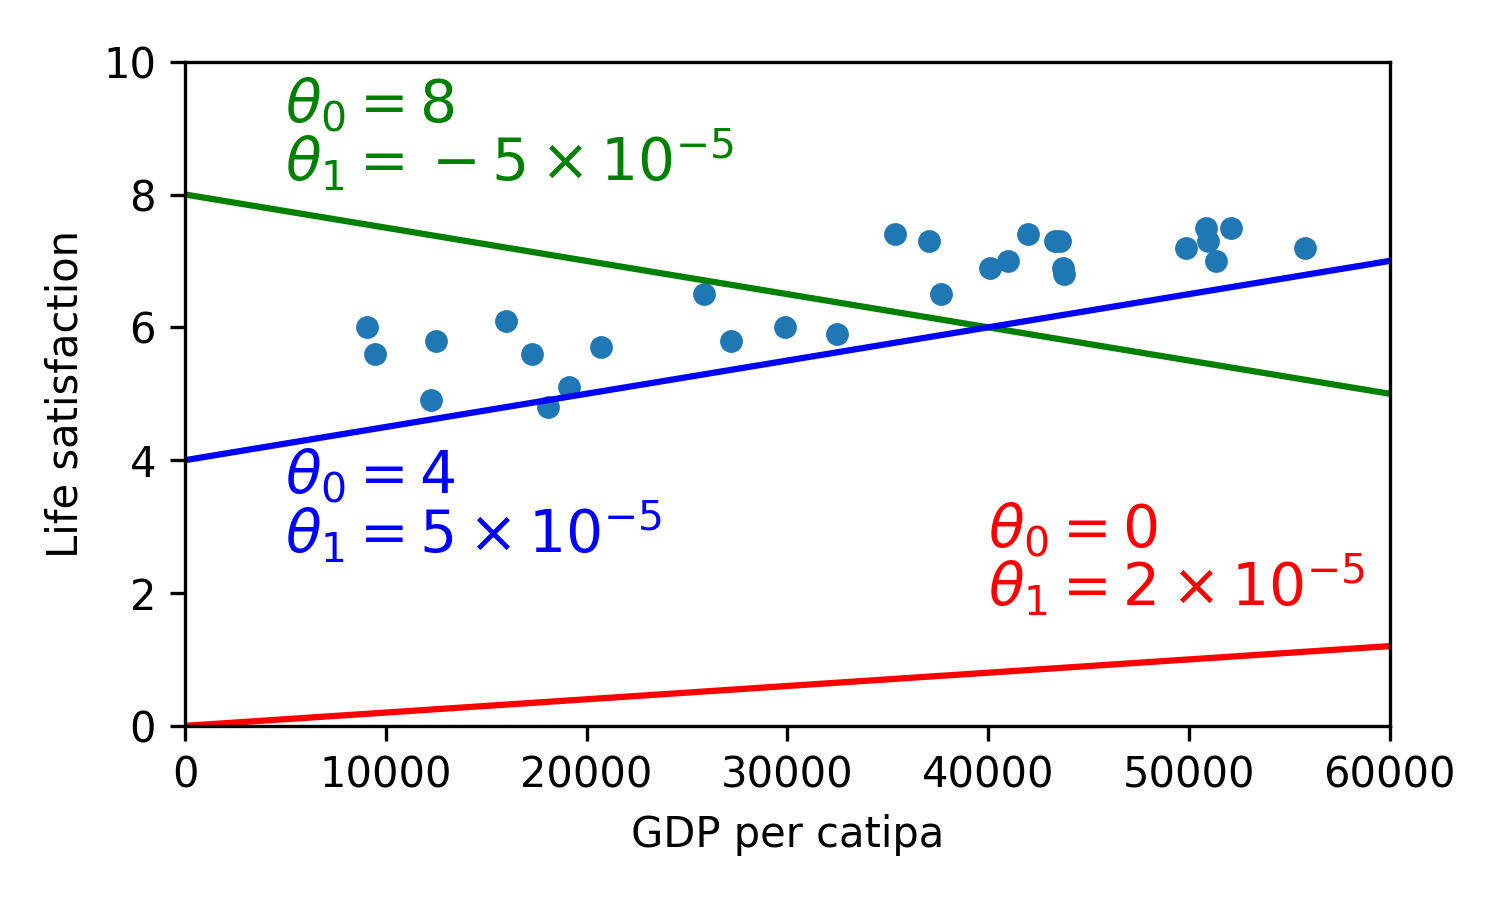 10
8
6
4
2
0
Life satisfaction
θ₀ = 8
θ₁ = − 5 × 10⁻⁵
θ₀ = 4
θ₁ = 5 × 10⁻⁵
θ₀ = 0
θ₁ = 2 × 10⁻⁵
0 10000 20000 30000 40000 50000 60000
GDP per catipa